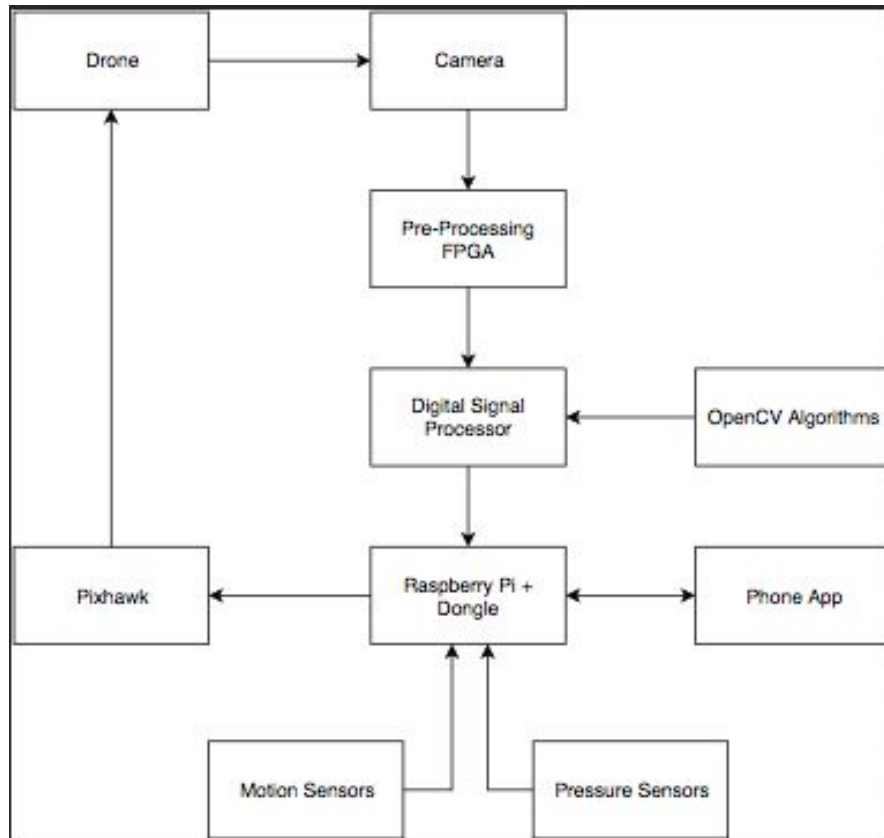 Drone
Camera
Pre-Processing
FPGA
Digital Signal
Processor
OpenCV Algorithms
Pixhawk
Raspberry Pi +
Dongle
Phone App
Motion Sensors
Pressure Sensors